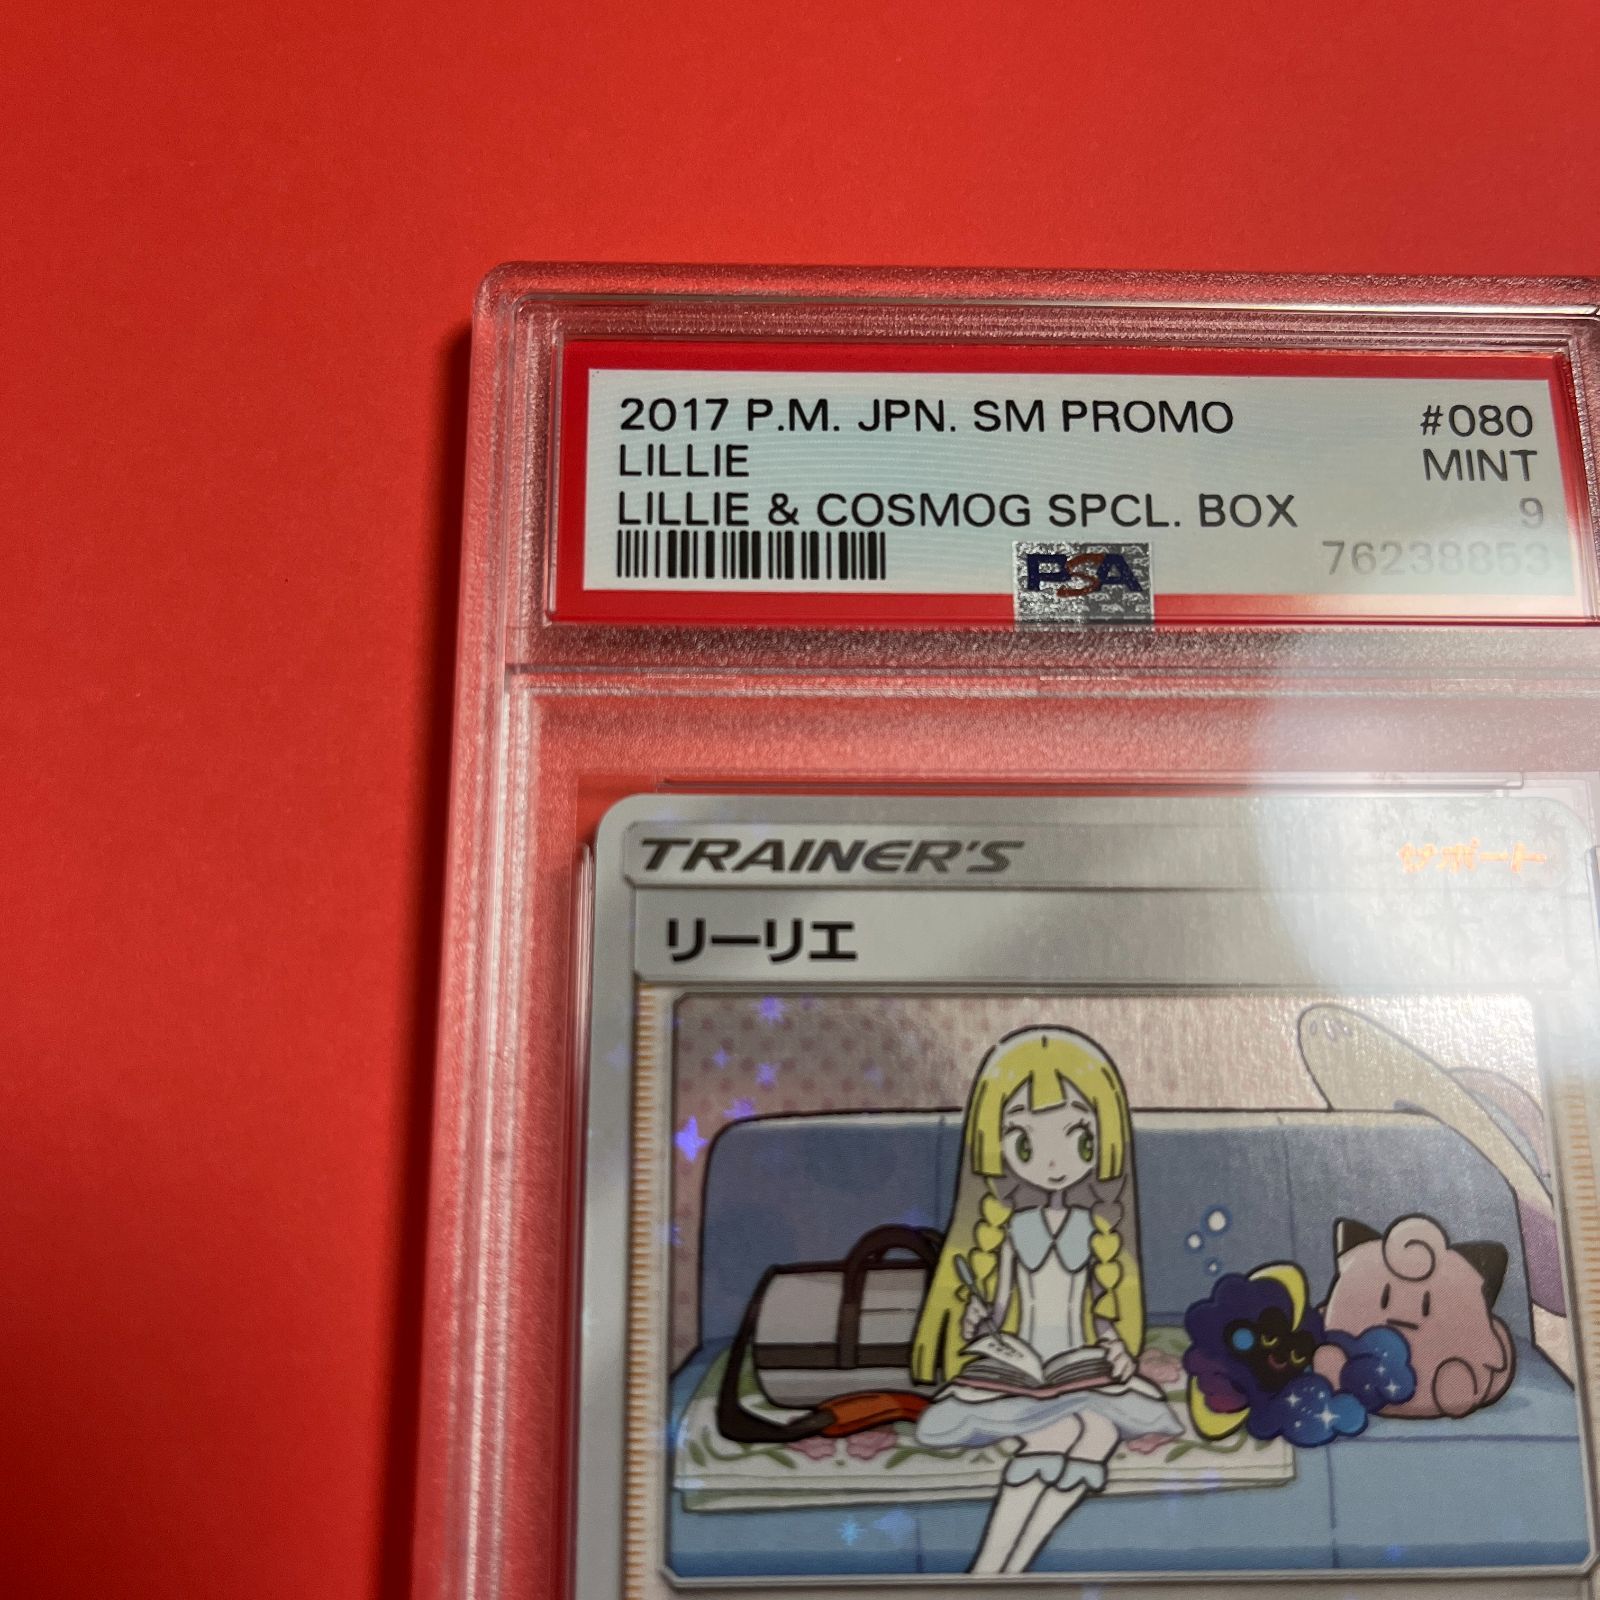 2017 P.M. JPN. SM PROMO #080
LILLIE MINT
LILLIE & COSMOG SPCL. BOX 9
PSA 76238853
TRAINER'S サポート
リーリエ